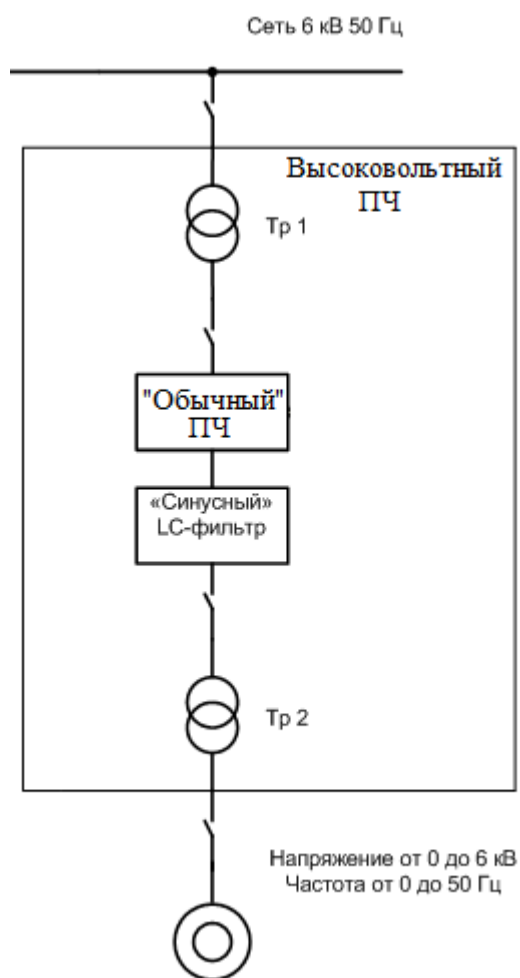 Сеть 6 кВ 50 Гц
Высоковольтный
ПЧ
Тр 1
"Обычный"
ПЧ
«Синусный»
LC-фильтр
Тр 2
Напряжение от 0 до 6 кВ
Частота от 0 до 50 Гц